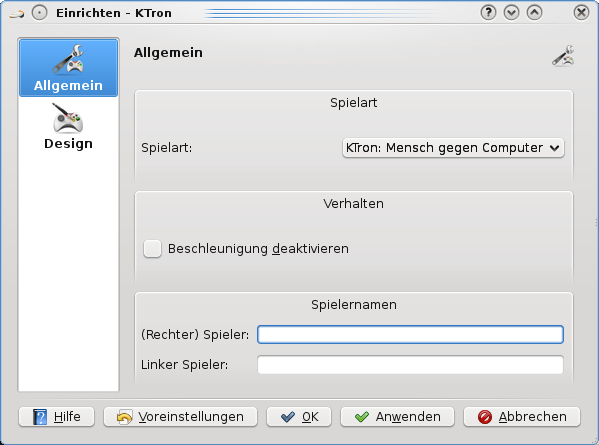 Einrichten – KTron
Allgemein
Design
Allgemein
Spielart
Spielart: KTron: Mensch gegen Computer
Verhalten
Beschleunigung deaktivieren
Spielernamen
(Rechter) Spieler:
Linker Spieler:
Hilfe Voreinstellungen OK Anwenden Abbrechen